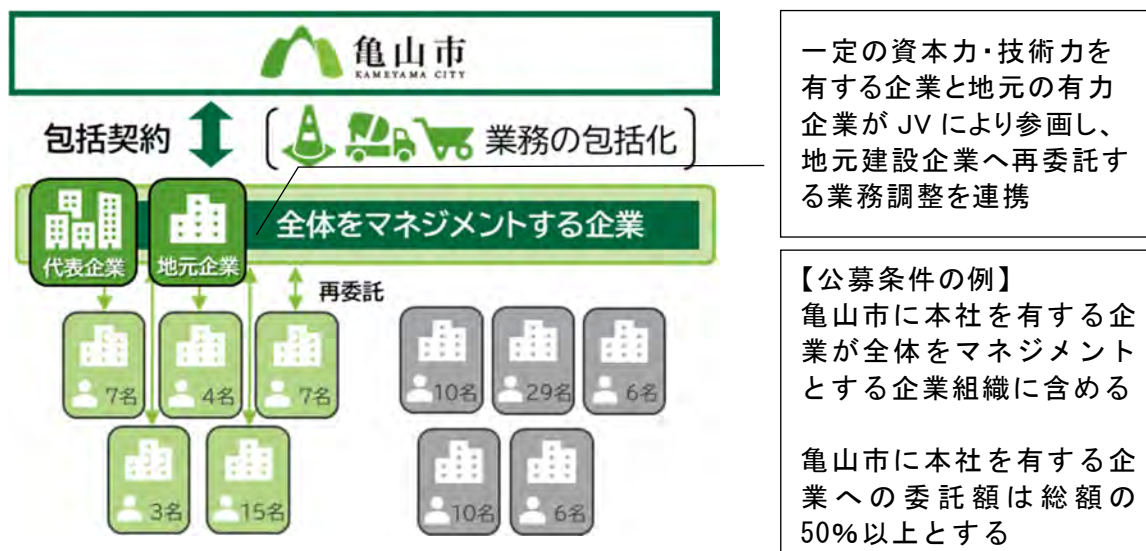 亀山市
KAMEYAMA CITY
包括契約
業務の包括化
全体をマネジメントする企業
代表企業
地元企業
再委託
7名
4名
7名
10名
29名
6名
3名
15名
10名
6名
一定の資本力・技術力を
有する企業と地元の有力
企業が JV により参画し、
地元建設企業へ再委託す
る業務調整を連携
【公募条件の例】
亀山市に本社を有する企
業が全体をマネジメント
とする企業組織に含める
亀山市に本社を有する企
業への委託額は総額の
50%以上とする